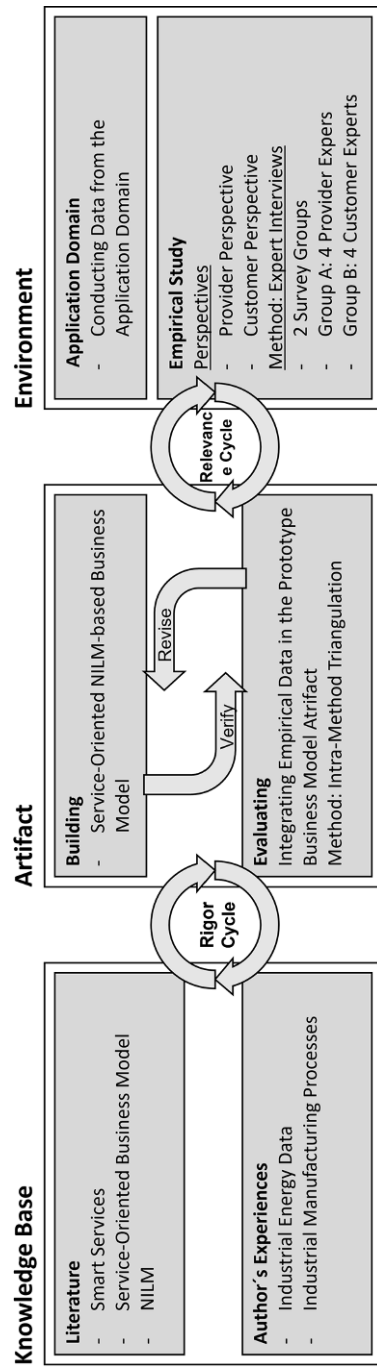 Knowledge Base
Literature
- Smart Services
- Service-Oriented Business Model
- NILM
Author´s Experiences
- Industrial Energy Data
- Industrial Manufacturing Processes
Rigor
Cycle
Artifact
Building
- Service-Oriented NILM-based Business
Model
Verify
Revise
Evaluating
Integrating Empirical Data in the Prototype
Business Model Atrifact
Method: Intra-Method Triangulation
Relevanc
e Cycle
Environment
Application Domain
- Conducting Data from the
Application Domain
Empirical Study
Perspectives
- Provider Perspective
- Customer Perspective
Method: Expert Interviews
- 2 Survey Groups
- Group A: 4 Provider Expers
- Group B: 4 Customer Experts